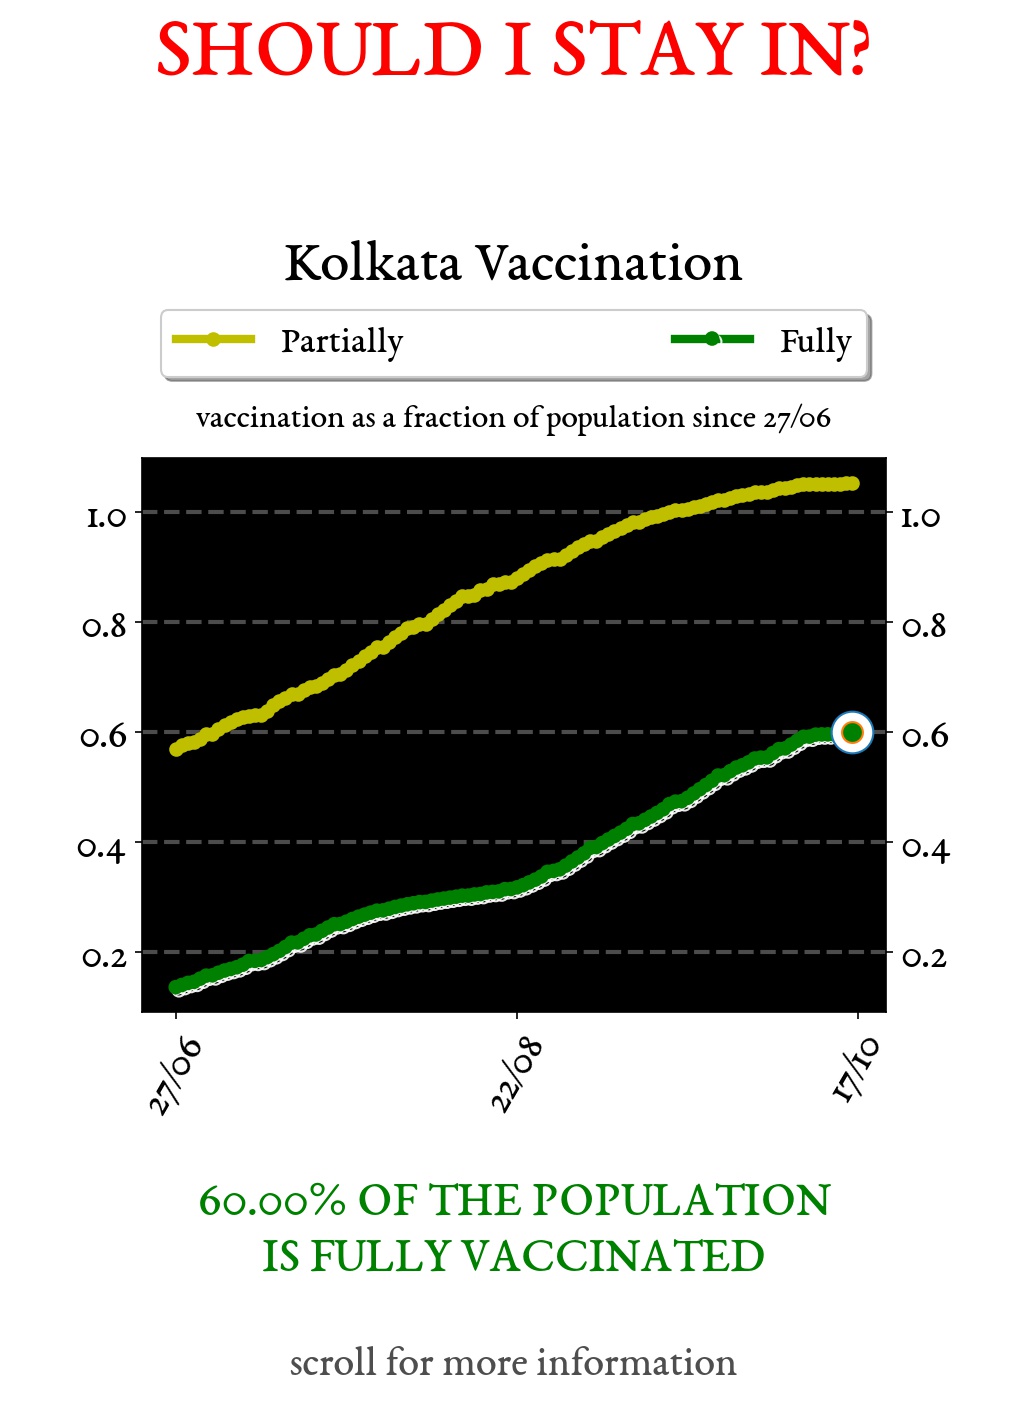 SHOULD I STAY IN?
Kolkata Vaccination
Partially Fully
vaccination as a fraction of population since 27/06
1.0 1.0
0.8 0.8
0.6 0.6
0.4 0.4
0.2 0.2
27/06 22/08 17/10
60.00% OF THE POPULATION
IS FULLY VACCINATED
scroll for more information